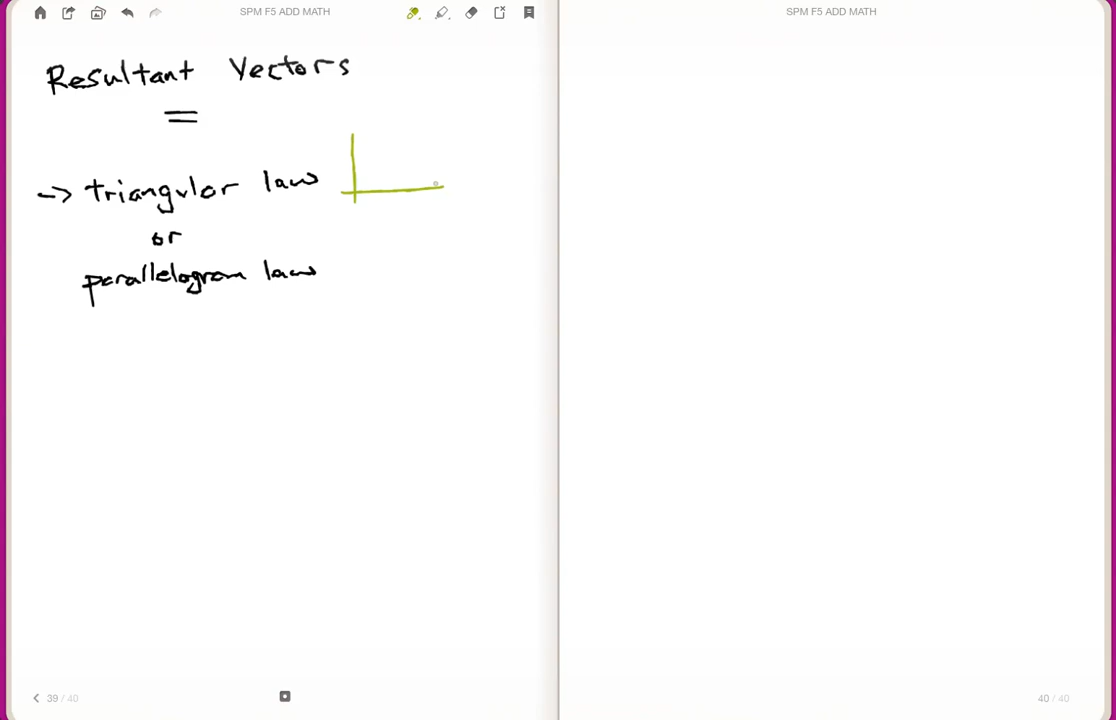 SPM F5 ADD MATH
SPM F5 ADD MATH
Resultant Vectors
=
-> triangular law
or
parallelogram law
39 / 40
40 / 40